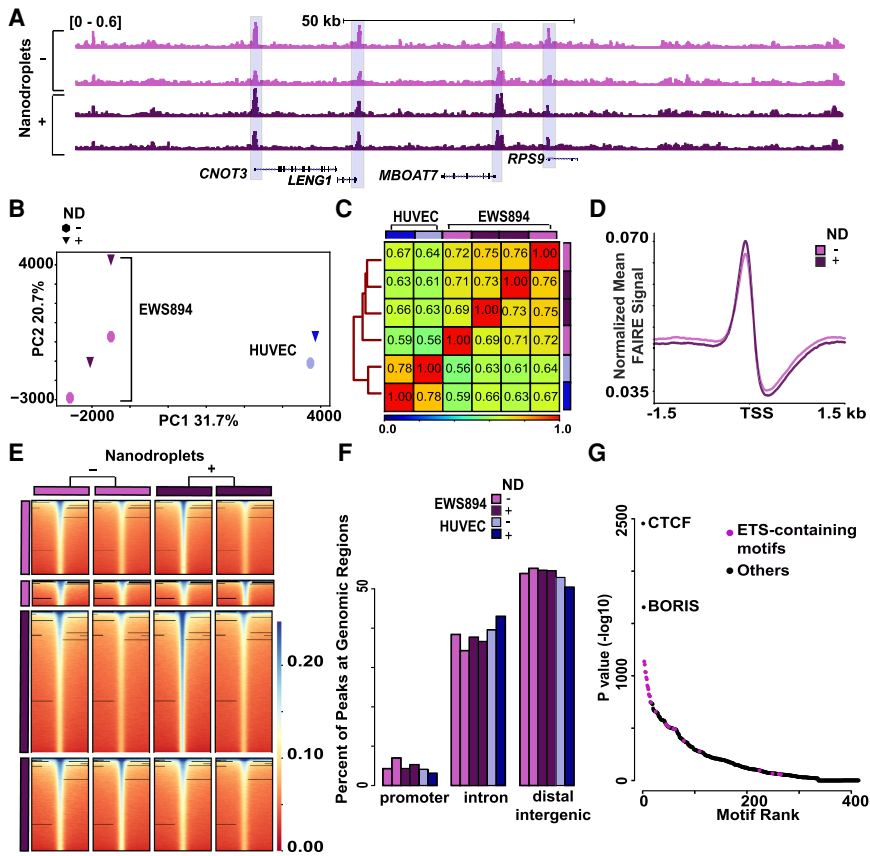 A
[0 - 0.6]
50 kb
Nanodroplets
-
+
CNOT3
LENG1
MBOAT7
RPS9
B
ND
-
+
4000
PC2 20.7%
−3000
EWS894
HUVEC
−2000
PC1 31.7%
4000
C
HUVEC
EWS894
0.67 0.64 0.72 0.75 0.76 1.00
0.63 0.61 0.71 0.73 1.00 0.76
0.66 0.63 0.69 1.00 0.73 0.75
0.59 0.56 1.00 0.69 0.71 0.72
0.78 1.00 0.56 0.63 0.61 0.64
1.00 0.78 0.59 0.66 0.63 0.67
0.0
1.0
D
ND
-
+
0.070
Normalized Mean
FAIRE Signal
0.035
-1.5
TSS
1.5 kb
E
Nanodroplets
−
+
0.20
0.10
0.00
F
ND
EWS894
-
+
HUVEC
-
+
Percent of Peaks at Genomic Regions
50
0
promoter
intron
distal
intergenic
G
2500
CTCF
ETS-containing
motifs
Others
BORIS
P value (-log10)
1000
0
0
200
400
Motif Rank